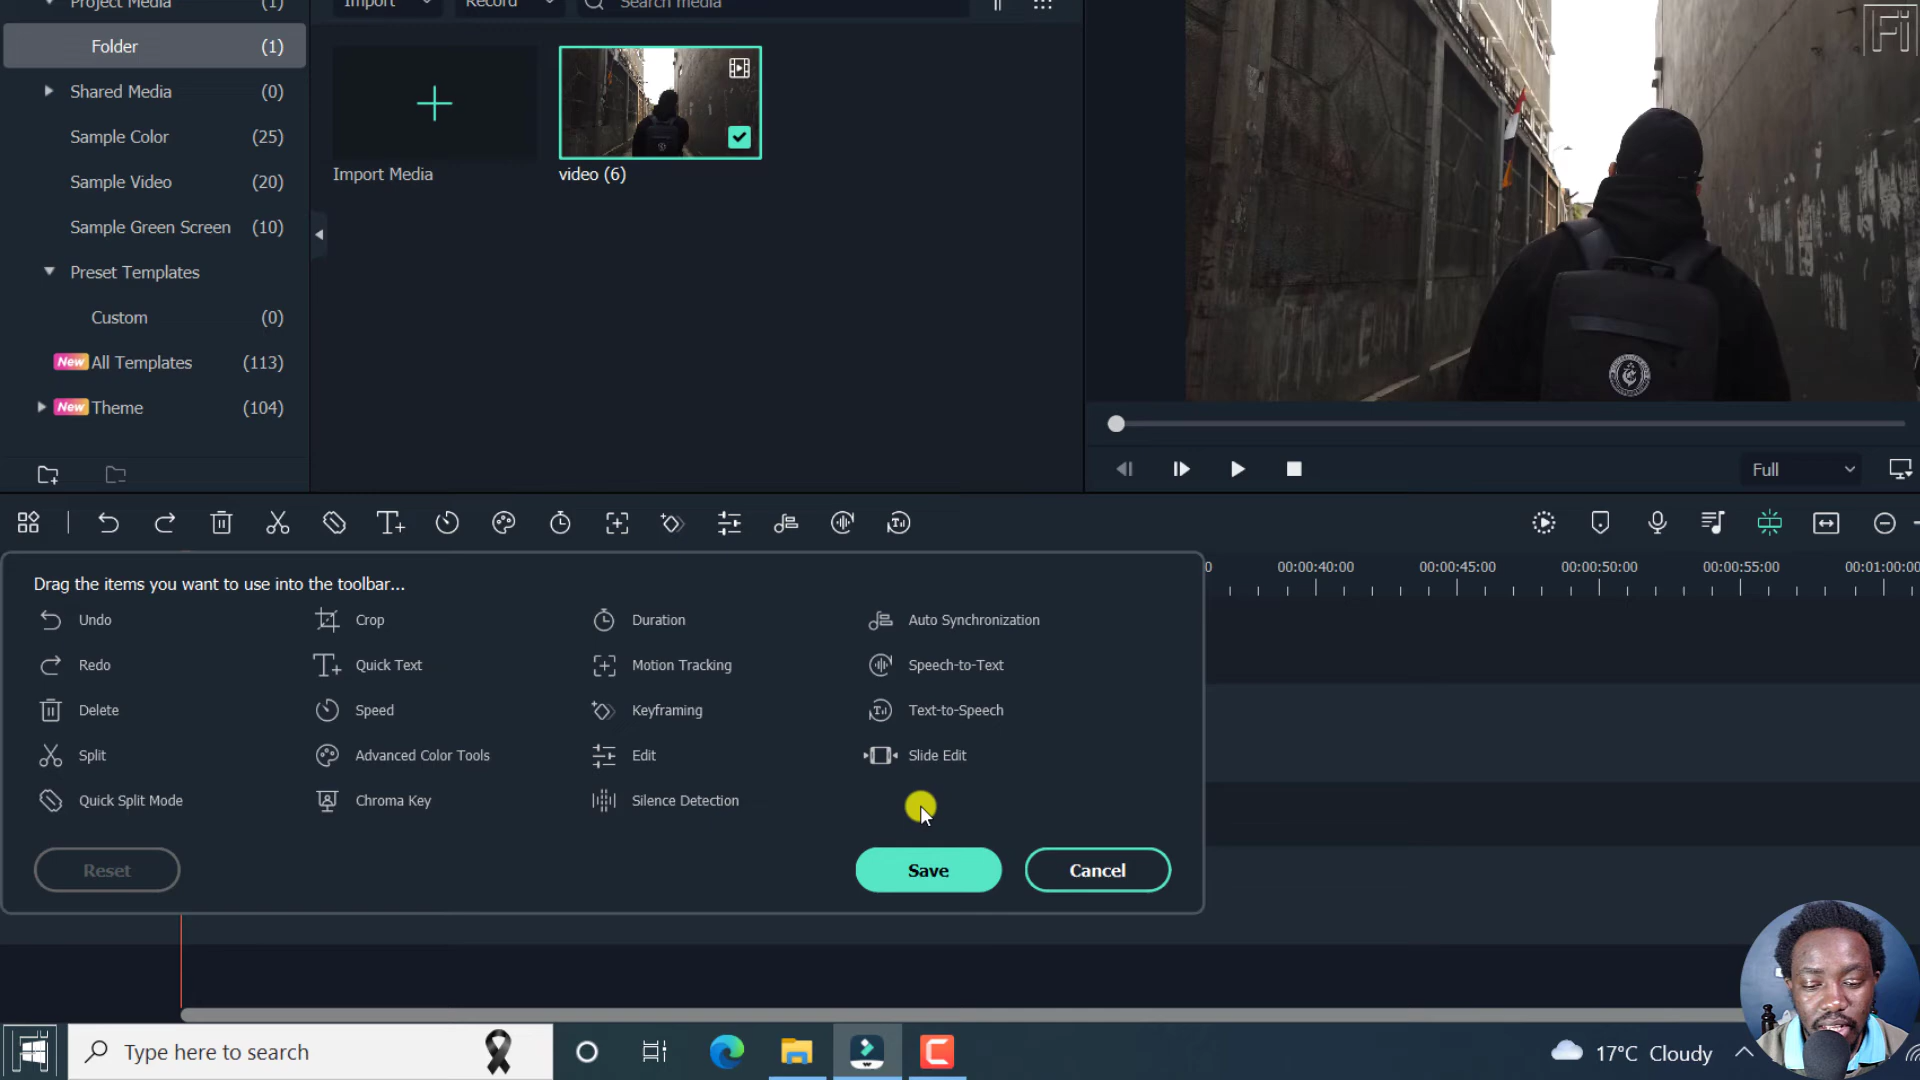 Project Media (1)
Import Record Search media
Folder (1)
Shared Media (0)
Sample Color (25)
Sample Video (20)
Sample Green Screen (10)
Preset Templates
Custom (0)
New All Templates (113)
New Theme (104)
Import Media
video (6)
Full
00:00:40:00 00:00:45:00 00:00:50:00 00:00:55:00 00:01:00:00
Drag the items you want to use into the toolbar...
Undo Crop Duration Auto Synchronization
Redo Quick Text Motion Tracking Speech-to-Text
Delete Speed Keyframing Text-to-Speech
Split Advanced Color Tools Edit Slide Edit
Quick Split Mode Chroma Key Silence Detection
Reset Save Cancel
Type here to search
17°C Cloudy